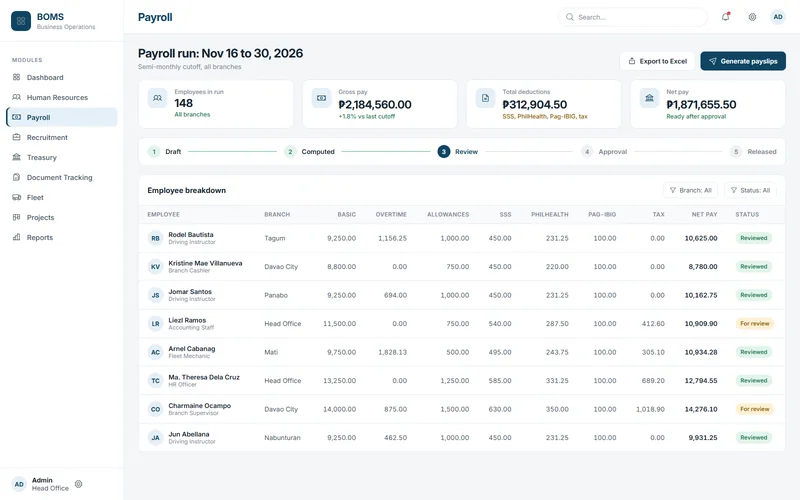 BOMS
Business Operations
MODULES
Dashboard
Human Resources
Payroll
Recruitment
Treasury
Document Tracking
Fleet
Projects
Reports
AD
Admin
Head Office
Payroll
Search...
AD
Payroll run: Nov 16 to 30, 2026
Semi-monthly cutoff, all branches
Export to Excel
Generate payslips
Employees in run
148
All branches
Gross pay
₱2,184,560.00
+1.8% vs last cutoff
Total deductions
₱312,904.50
SSS, PhilHealth, Pag-IBIG, tax
Net pay
₱1,871,655.50
Ready after approval
1 Draft
2 Computed
3 Review
4 Approval
5 Released
Employee breakdown
Branch: All
Status: All
EMPLOYEE BRANCH BASIC OVERTIME ALLOWANCES SSS PHILHEALTH PAG-IBIG TAX NET PAY STATUS
RB Rodel Bautista Tagum 9,250.00 1,156.25 1,000.00 450.00 231.25 100.00 0.00 10,625.00 Reviewed
Driving Instructor
KV Kristine Mae Villanueva Davao City 8,800.00 0.00 750.00 450.00 220.00 100.00 0.00 8,780.00 Reviewed
Branch Cashier
JS Jomar Santos Panabo 9,250.00 694.00 1,000.00 450.00 231.25 100.00 0.00 10,162.75 Reviewed
Driving Instructor
LR Liezl Ramos Head Office 11,500.00 0.00 750.00 540.00 287.50 100.00 412.60 10,909.90 For review
Accounting Staff
AC Arnel Cabanag Mati 9,750.00 1,828.13 500.00 495.00 243.75 100.00 305.10 10,934.28 Reviewed
Fleet Mechanic
TC Ma. Theresa Dela Cruz Head Office 13,250.00 0.00 1,250.00 585.00 331.25 100.00 689.20 12,794.55 Reviewed
HR Officer
CO Charmaine Ocampo Davao City 14,000.00 875.00 1,500.00 630.00 350.00 100.00 1,018.90 14,276.10 For review
Branch Supervisor
JA Jun Abellana Nabunturan 9,250.00 462.50 1,000.00 450.00 231.25 100.00 0.00 9,931.25 Reviewed
Driving Instructor